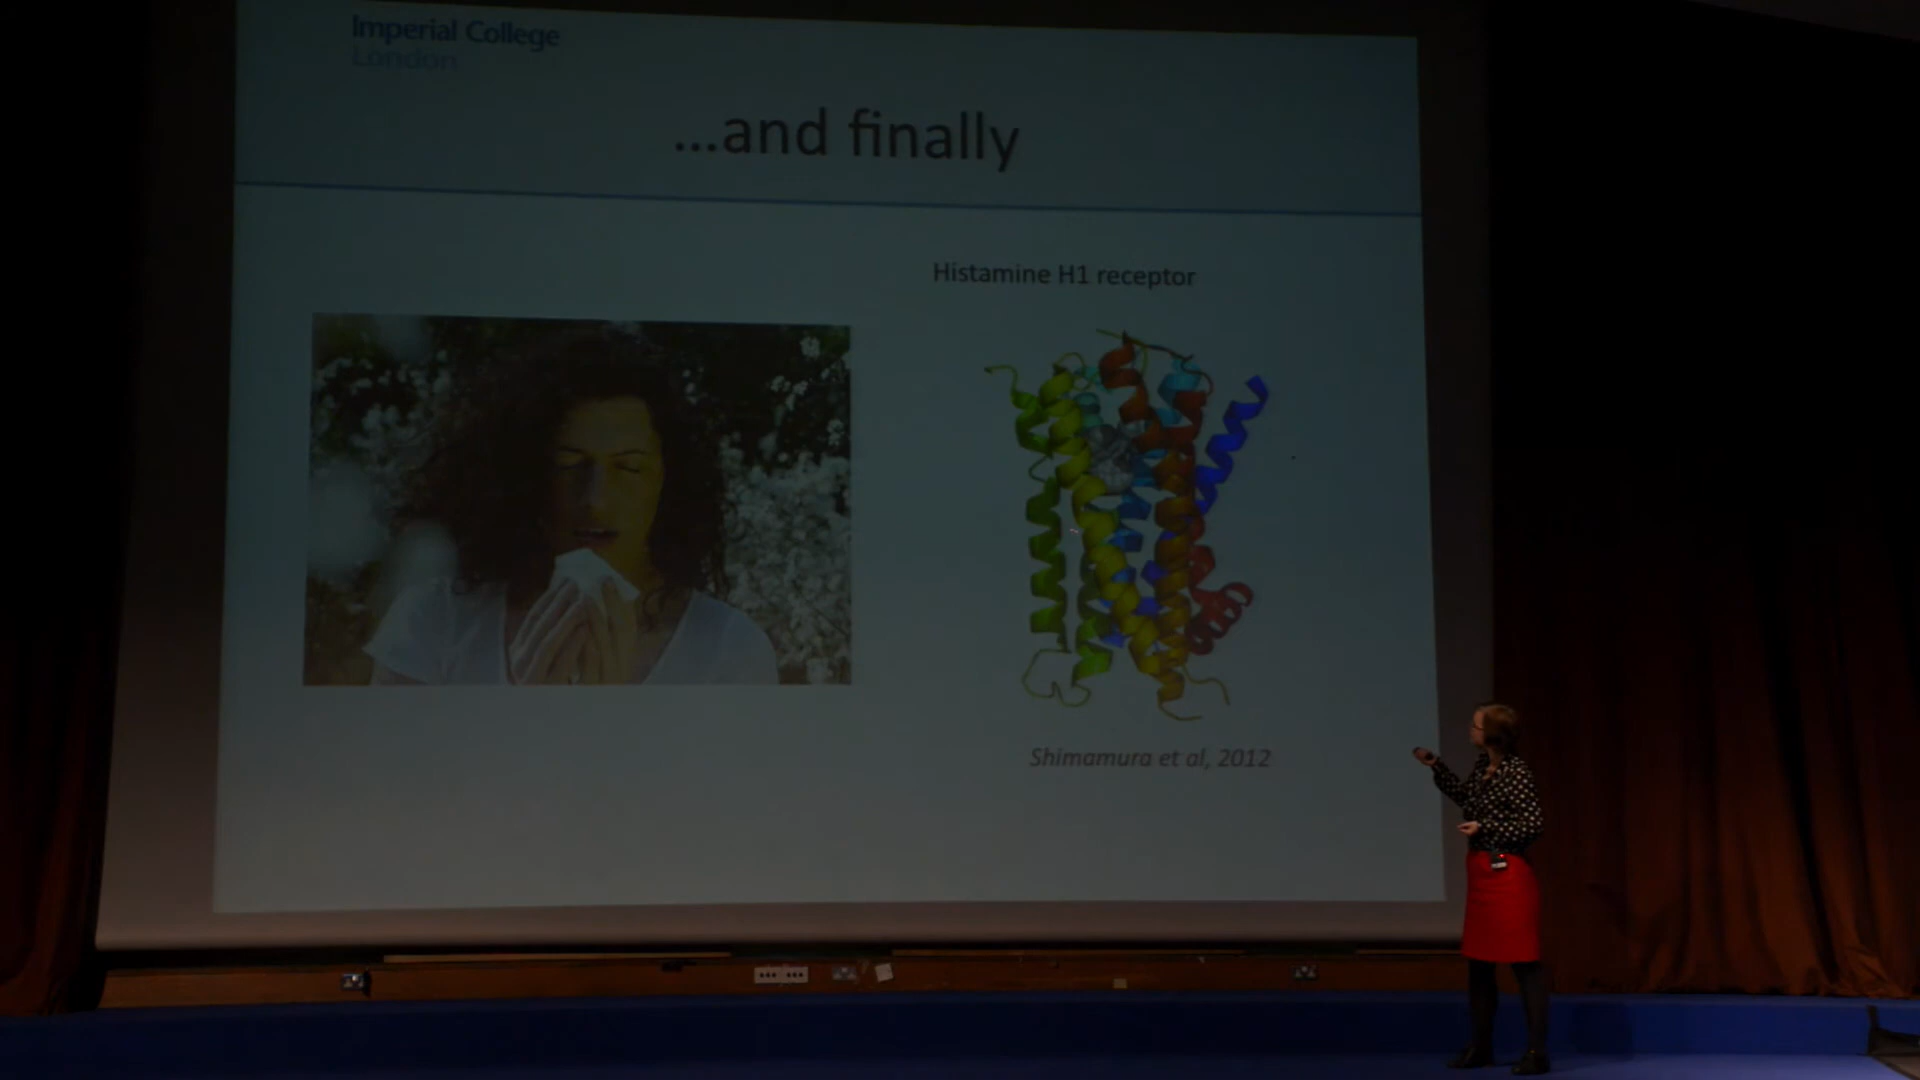 Imperial College
London
...and finally
Histamine H1 receptor
Shimamura et al, 2012